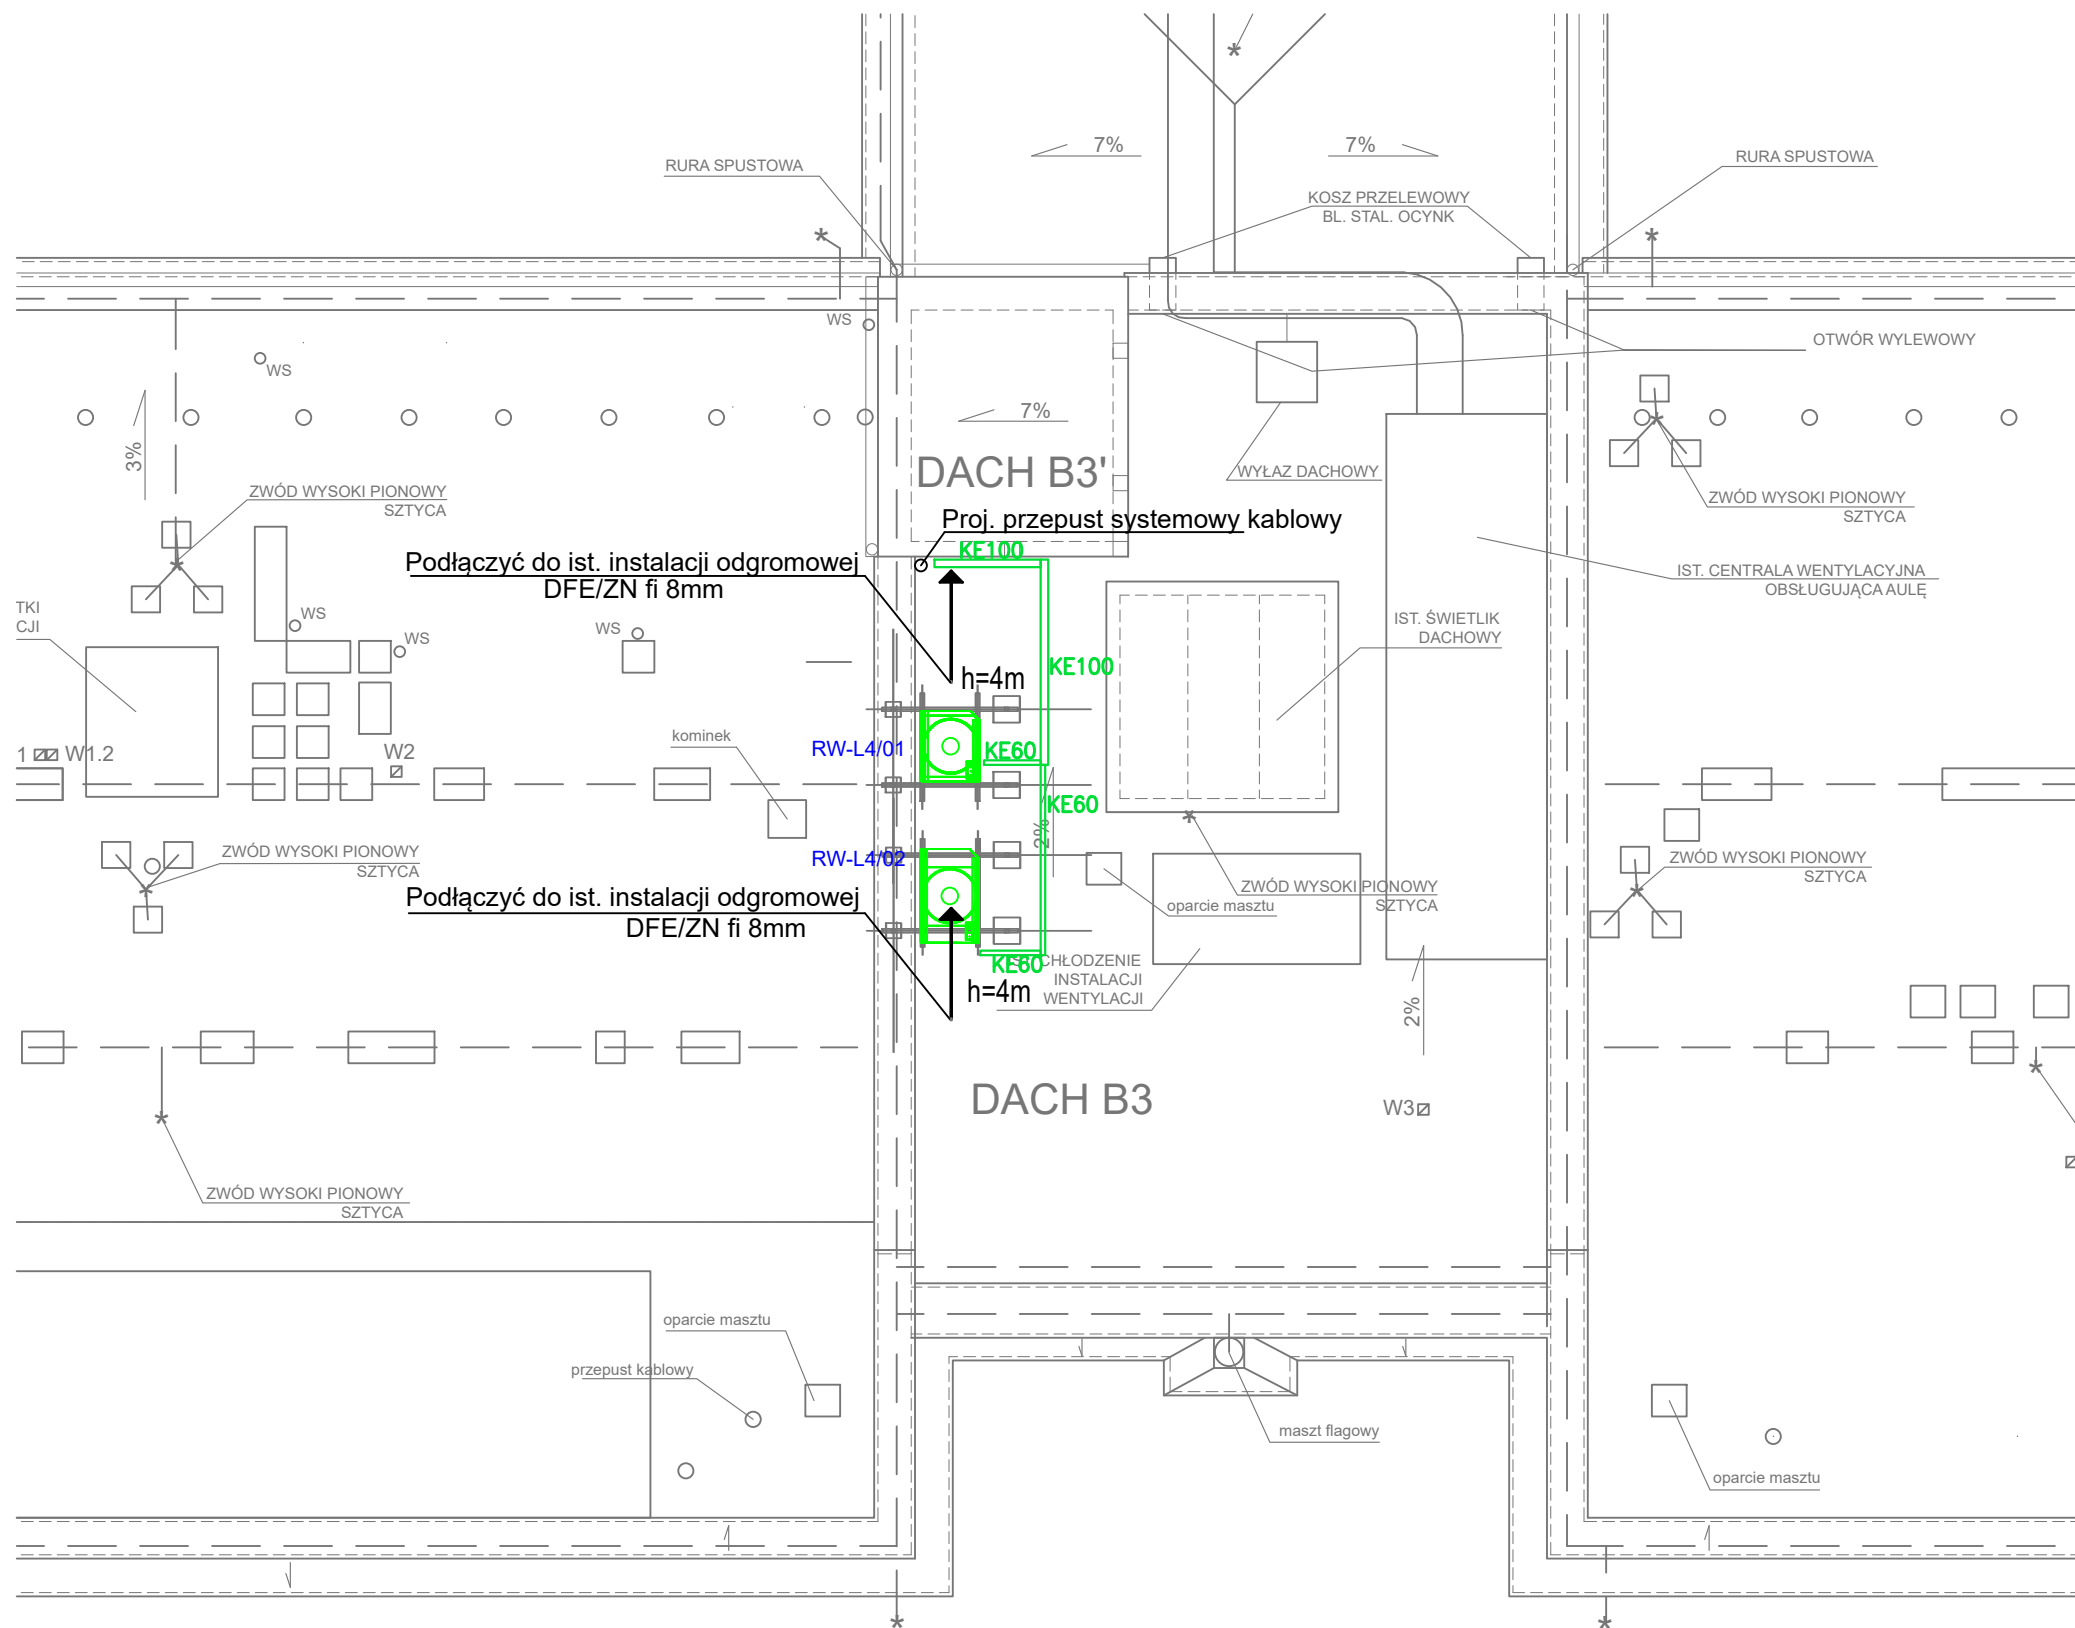 7%
7%
RURA SPUSTOWA
RURA SPUSTOWA
KOSZ PRZELEWOWY
BL. STAL. OCYNK
WS
OTWÓR WYLEWOWY
WS
7%
3%
DACH B3'
WYŁAZ DACHOWY
ZWÓD WYSOKI PIONOWY
SZTYCA
ZWÓD WYSOKI PIONOWY
SZTYCA
Proj. przepust systemowy kablowy
KE100
Podłączyć do ist. instalacji odgromowej
DFE/ZN fi 8mm
IST. CENTRALA WENTYLACYJNA
OBSŁUGUJĄCA AULĘ
TKI
CJI
WS
WS
WS
IST. ŚWIETLIK
DACHOWY
KE100
h=4m
kominek
RW-L4/01
KE60
1
W1.2
W2
KE60
2%
ZWÓD WYSOKI PIONOWY
SZTYCA
RW-L4/02
ZWÓD WYSOKI PIONOWY
SZTYCA
ZWÓD WYSOKI PIONOWY
SZTYCA
oparcie masztu
Podłączyć do ist. instalacji odgromowej
DFE/ZN fi 8mm
KE60
CHŁODZENIE
INSTALACJI
WENTYLACJI
h=4m
2%
DACH B3
W3
ZWÓD WYSOKI PIONOWY
SZTYCA
oparcie masztu
przepust kablowy
maszt flagowy
oparcie masztu